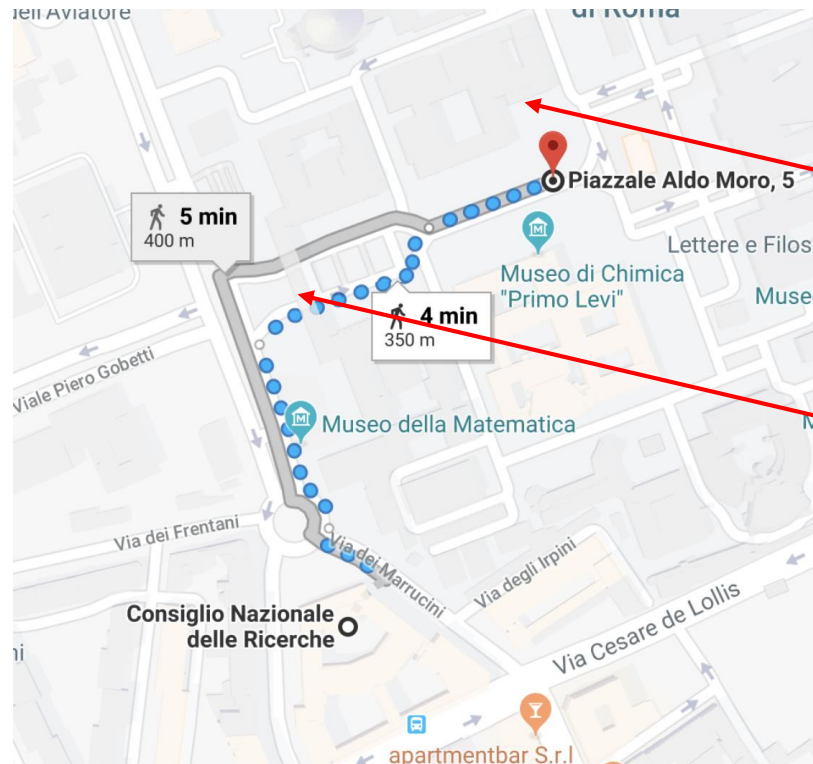 dell'Aviatore
di Roma
Piazzale Aldo Moro, 5
5 min
400 m
Lettere e Filos
Museo di Chimica
"Primo Levi"
Muse
4 min
350 m
Viale Piero Gobetti
Museo della Matematica
M
Via dei Frentani
Via dei Marrucini
Via degli Irpini
Consiglio Nazionale
delle Ricerche
Via Cesare de Lollis
ni
apartmentbar S.r.l